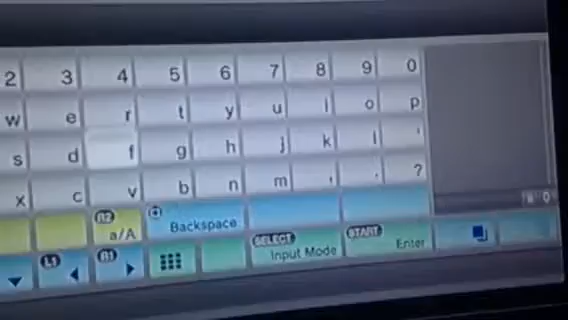 2 3 4 5 6 7 8 9 0
w e r t y u i o p
s d f g h j k l '
x c v b n m , . ?
R2 a/A Backspace
L1 R1 SELECT Input Mode START Enter